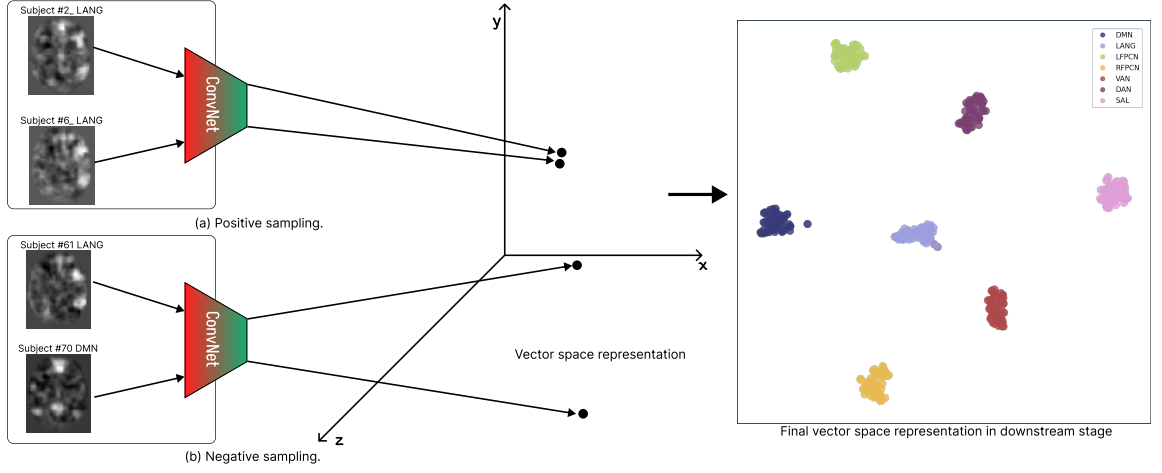 Subject #2_ LANG
ConvNet
Subject #6_ LANG
(a) Positive sampling.
Subject #61 LANG
ConvNet
Subject #70 DMN
(b) Negative sampling.
y
x
z
Vector space representation
DMN
LANG
LFPCN
RFPCN
VAN
DAN
SAL
Final vector space representation in downstream stage